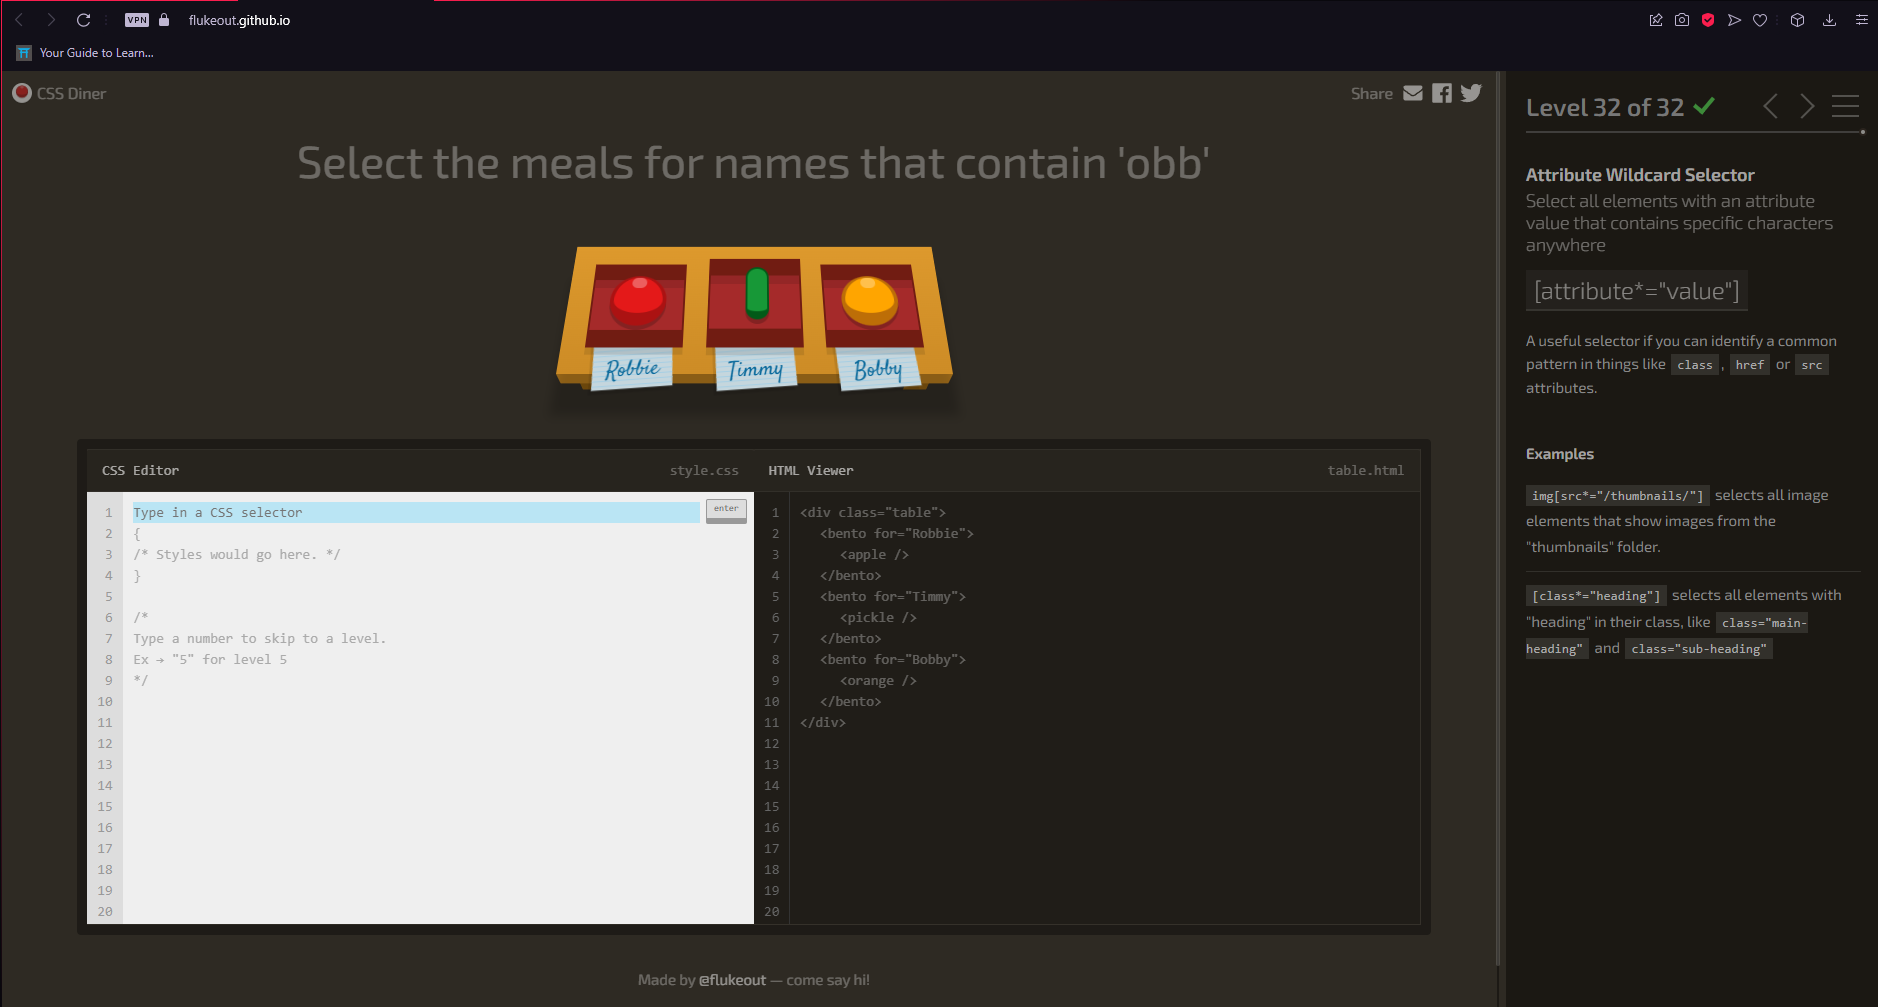 VPN
flukeout.github.io
Your Guide to Learn...
CSS Diner
Share
Select the meals for names that contain 'obb'
Robbie
Timmy
Bobby
CSS Editor
style.css
1 Type in a CSS selector
enter
2 {
3 /* Styles would go here. */
4 }
5
6 /*
7 Type a number to skip to a level.
8 Ex → "5" for level 5
9 */
10
11
12
13
14
15
16
17
18
19
20
HTML Viewer
table.html
1 <div class="table">
2 <bento for="Robbie">
3 <apple />
4 </bento>
5 <bento for="Timmy">
6 <pickle />
7 </bento>
8 <bento for="Bobby">
9 <orange />
10 </bento>
11 </div>
12
13
14
15
16
17
18
19
20
Made by @flukeout — come say hi!
Level 32 of 32
Attribute Wildcard Selector
Select all elements with an attribute
value that contains specific characters
anywhere
[attribute*="value"]
A useful selector if you can identify a common
pattern in things like class , href or src
attributes.
Examples
img[src*="/thumbnails/"] selects all image
elements that show images from the
"thumbnails" folder.
[class*="heading"] selects all elements with
"heading" in their class, like class="main-
heading" and class="sub-heading"